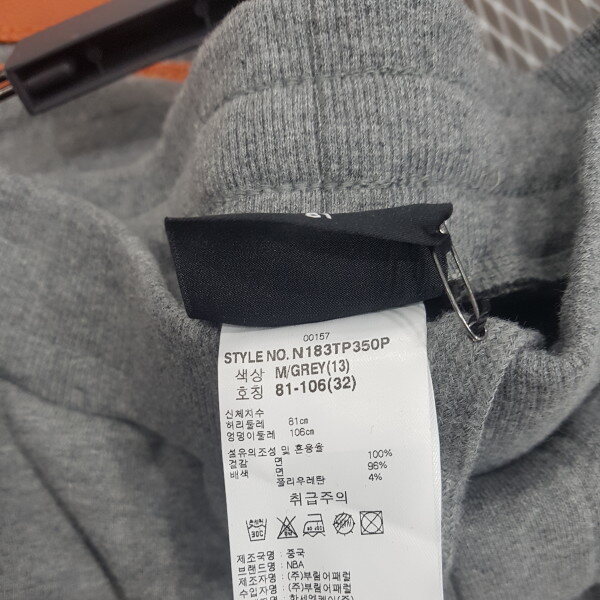 00157
STYLE NO. N183TP350P
색상 M/GREY(13)
호칭 81-106(32)
신체치수
허리둘레 81cm
엉덩이둘레 106cm
섬유의조성 및 혼용율
겉감 면 100%
배색 면 96%
폴리우레탄 4%
취급주의
30C
제조국명 : 중국
브랜드명 : NBA
제조자명 : (주)부림어패럴
수입자명 : (주)부림어패럴